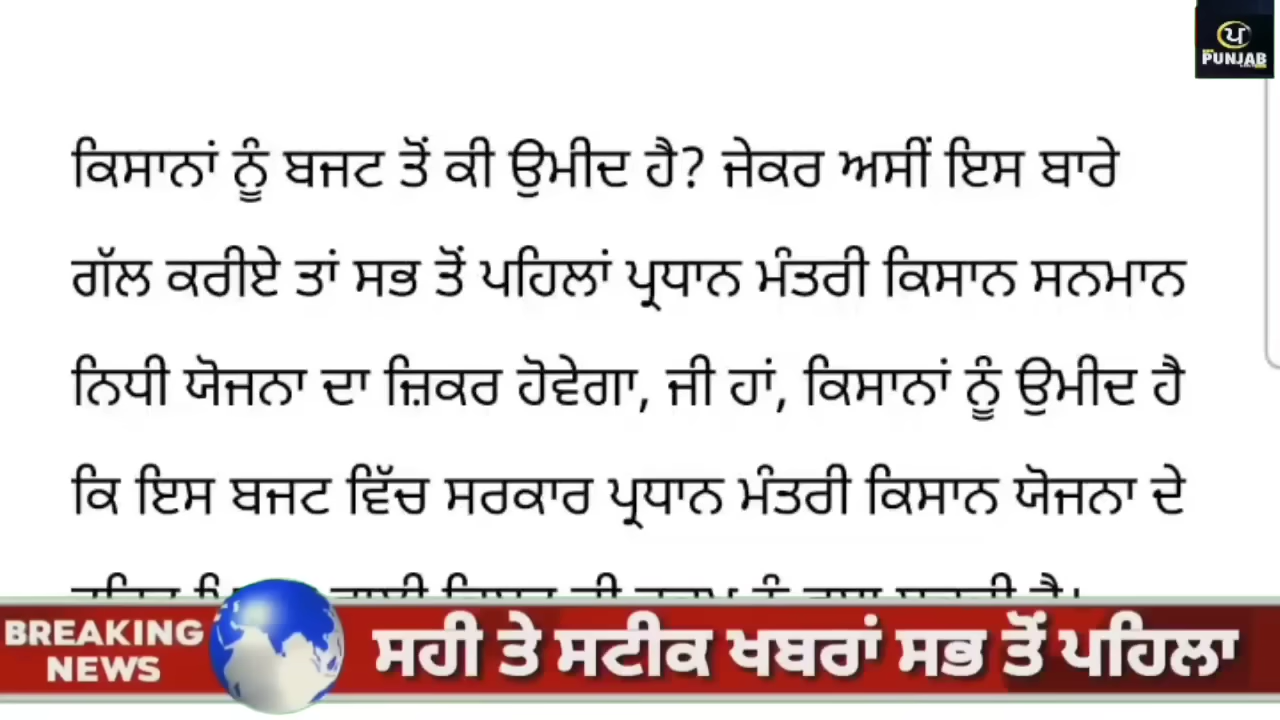 ਪ
PUNJAB
ਕਿਸਾਨਾਂ ਨੂੰ ਬਜਟ ਤੋਂ ਕੀ ਉਮੀਦ ਹੈ? ਜੇਕਰ ਅਸੀਂ ਇਸ ਬਾਰੇ
ਗੱਲ ਕਰੀਏ ਤਾਂ ਸਭ ਤੋਂ ਪਹਿਲਾਂ ਪ੍ਰਧਾਨ ਮੰਤਰੀ ਕਿਸਾਨ ਸਨਮਾਨ
ਨਿਧੀ ਯੋਜਨਾ ਦਾ ਜ਼ਿਕਰ ਹੋਵੇਗਾ, ਜੀ ਹਾਂ, ਕਿਸਾਨਾਂ ਨੂੰ ਉਮੀਦ ਹੈ
ਕਿ ਇਸ ਬਜਟ ਵਿੱਚ ਸਰਕਾਰ ਪ੍ਰਧਾਨ ਮੰਤਰੀ ਕਿਸਾਨ ਯੋਜਨਾ ਦੇ
BREAKING
NEWS
ਸਹੀ ਤੇ ਸਟੀਕ ਖਬਰਾਂ ਸਭ ਤੋਂ ਪਹਿਲਾ